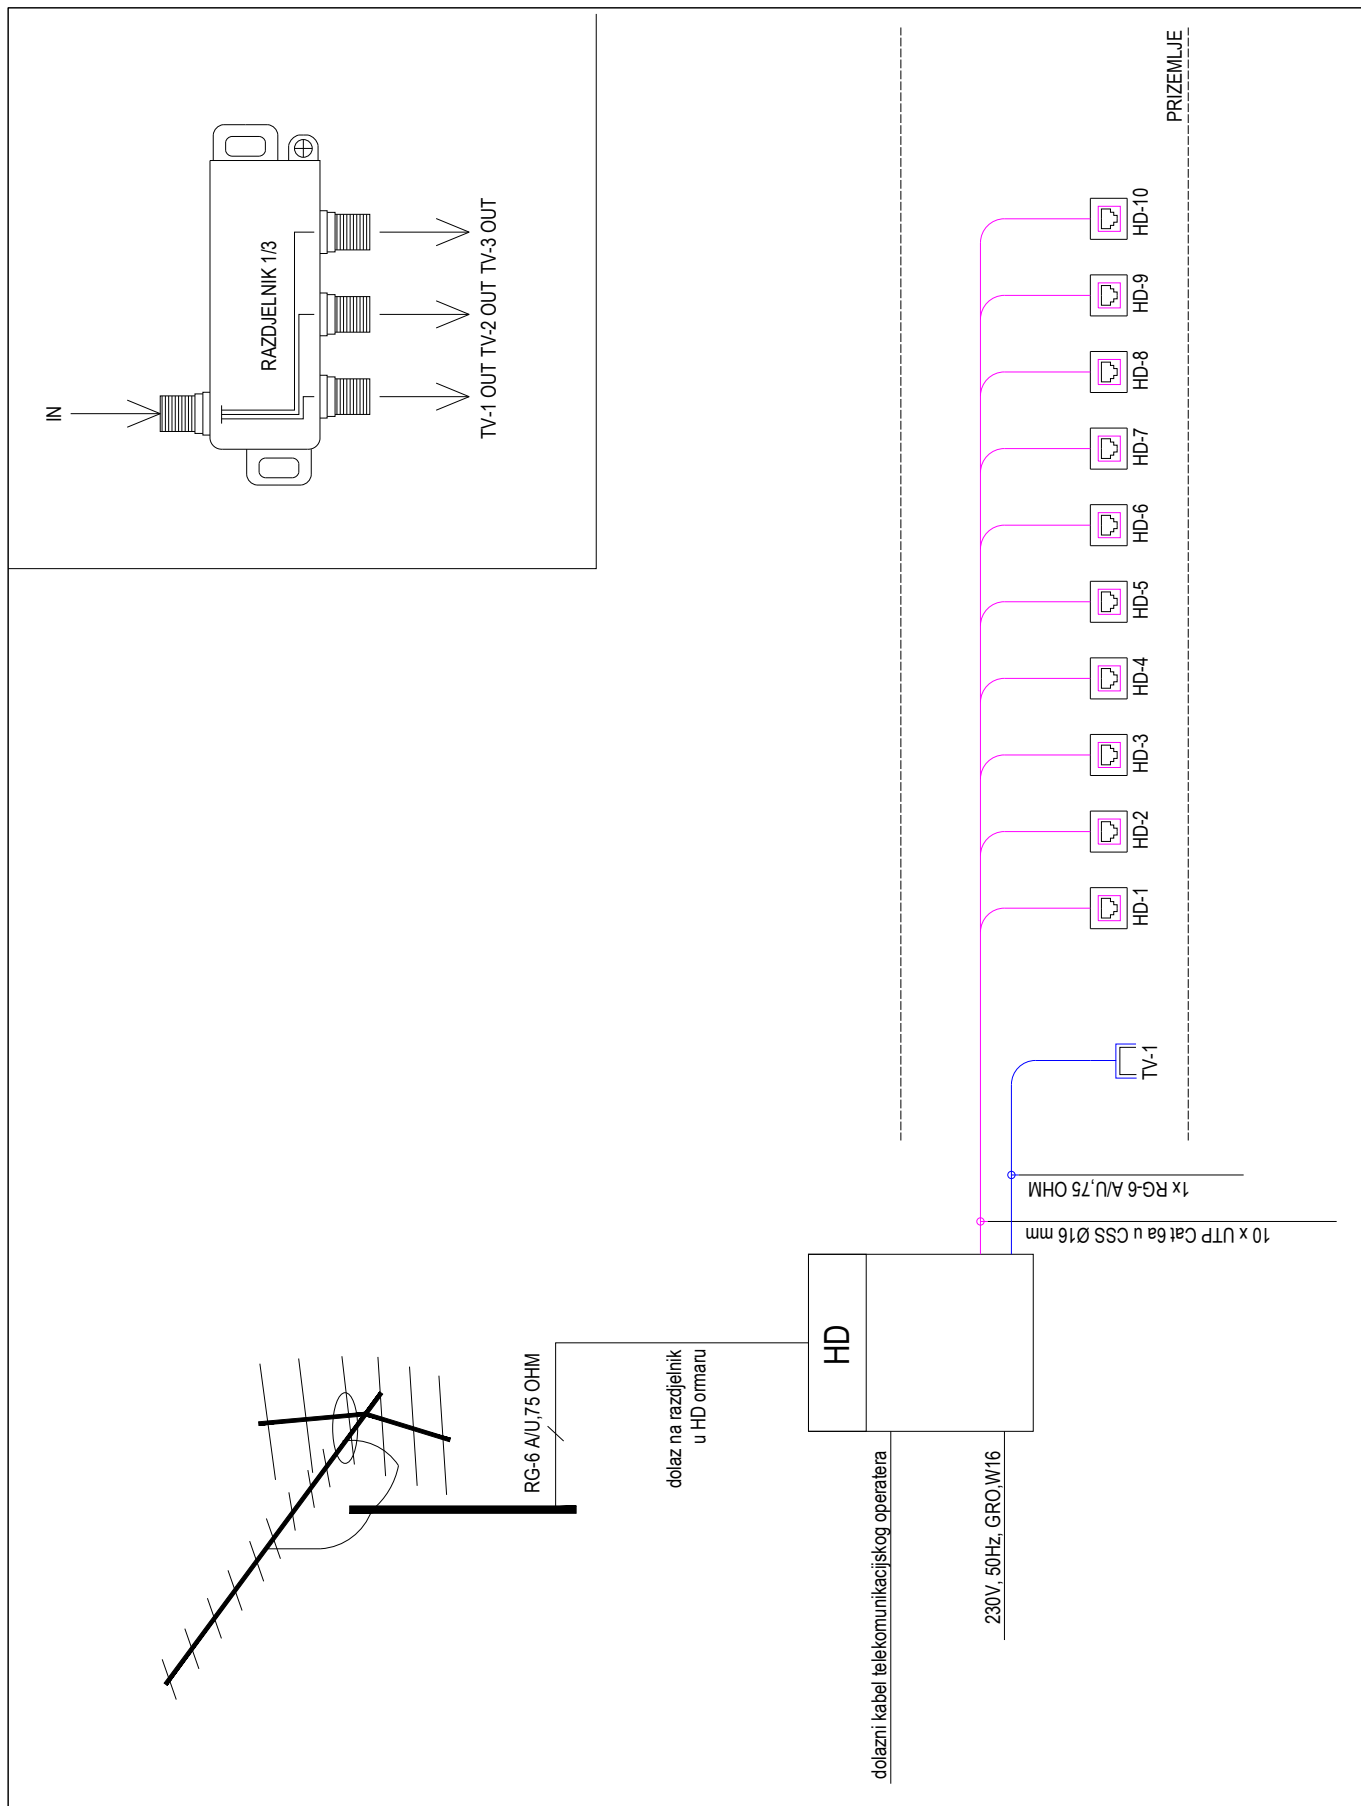 IN
RAZDJELNIK 1/3
TV-1 OUT TV-2 OUT TV-3 OUT
PRIZEMLJE
HD-1
HD-2
HD-3
HD-4
HD-5
HD-6
HD-7
HD-8
HD-9
HD-10
TV-1
1x RG-6 A/U,75 OHM
10 x UTP Cat 6a u CSS Ø16 mm
HD
RG-6 A/U,75 OHM
dolaz na razdjelnik
u HD ormaru
dolazni kabel telekomunikacijskog operatera
230V, 50Hz, GRO,W16